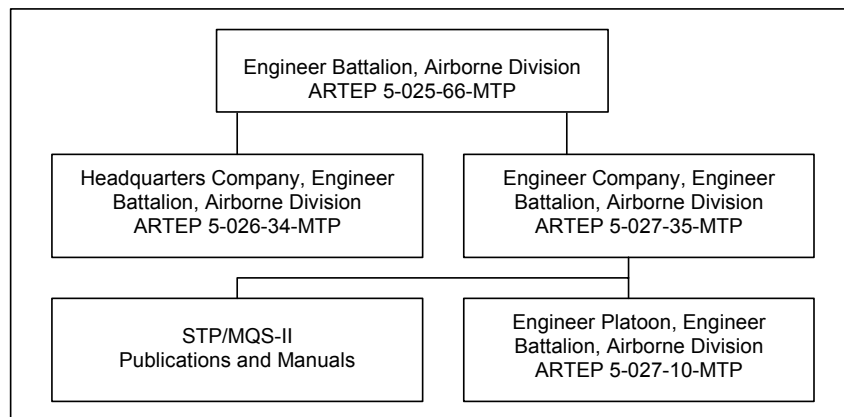 Engineer Battalion, Airborne Division
ARTEP 5-025-66-MTP
Headquarters Company, Engineer
Battalion, Airborne Division
ARTEP 5-026-34-MTP
Engineer Company, Engineer
Battalion, Airborne Division
ARTEP 5-027-35-MTP
STP/MQS-II
Publications and Manuals
Engineer Platoon, Engineer
Battalion, Airborne Division
ARTEP 5-027-10-MTP